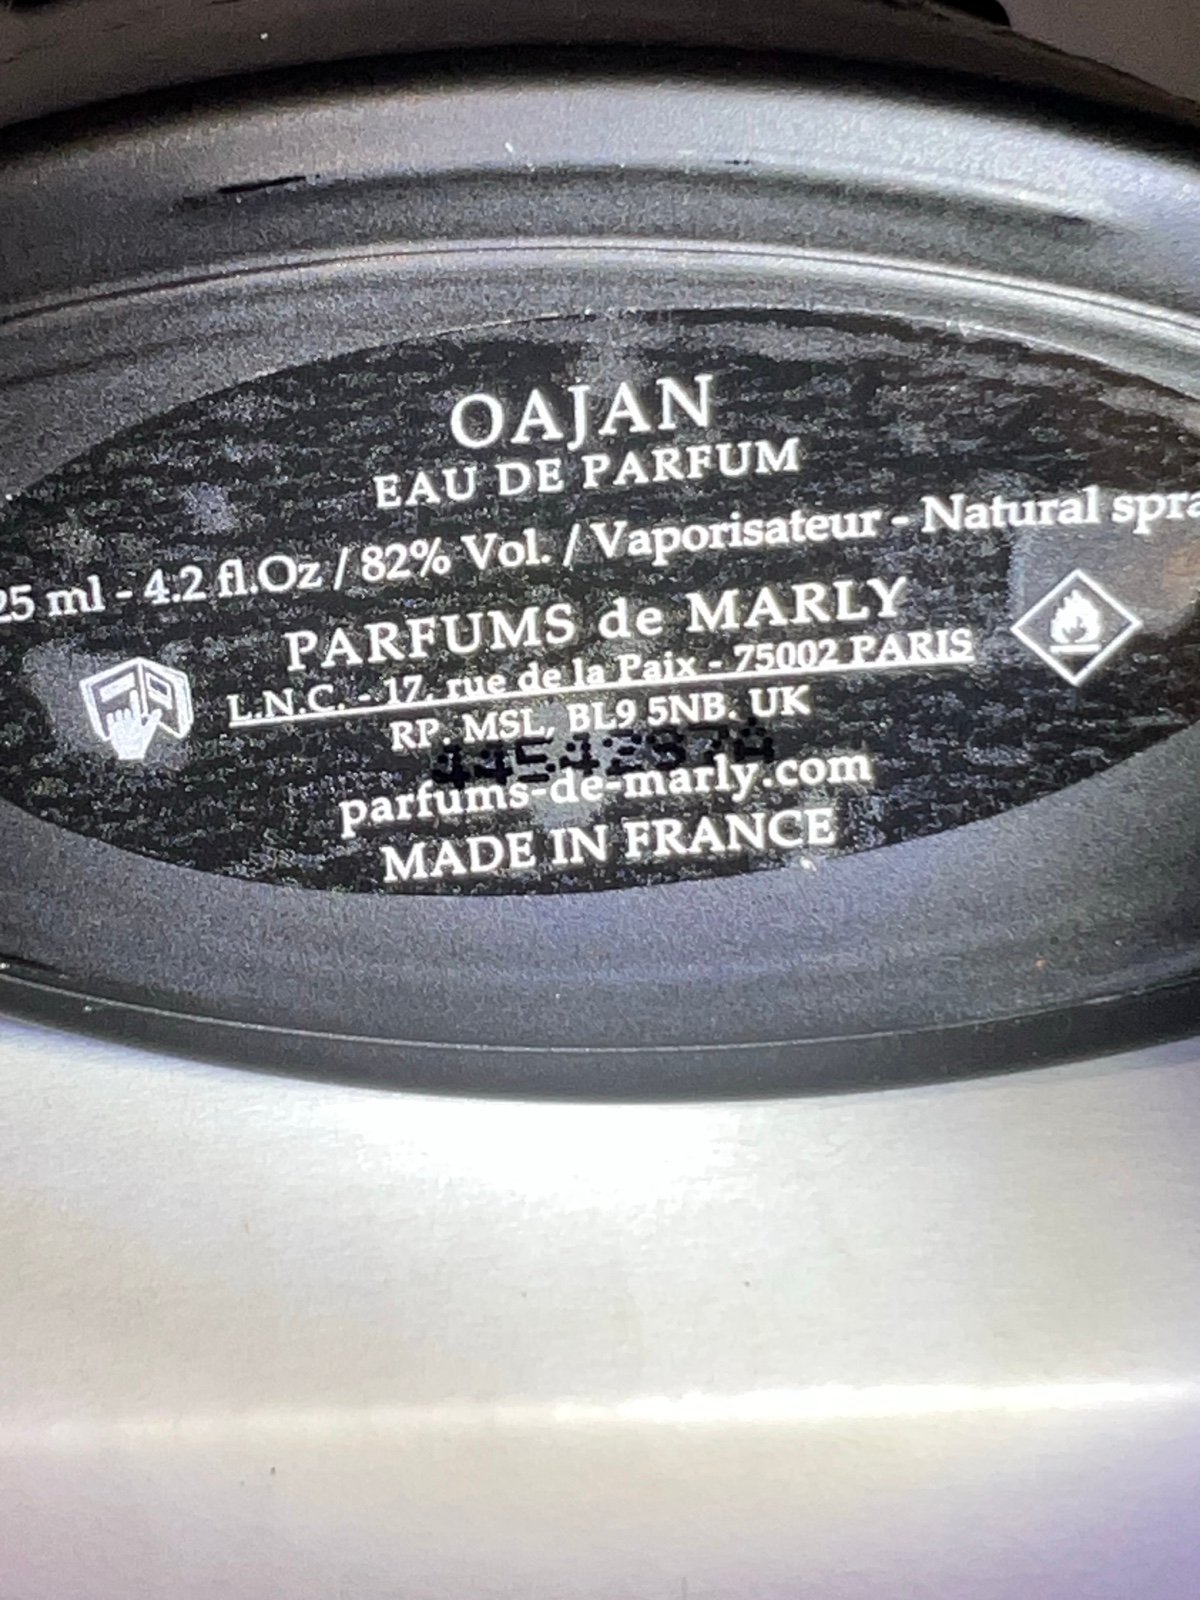 OAJAN
EAU DE PARFUM
25 ml - 4.2 fl.Oz / 82% Vol. / Vaporisateur - Natural spra
PARFUMS de MARLY
L.N.C. - 17, rue de la Paix - 75002 PARIS
RP. MSL, BL9 5NB. UK
parfums-de-marly.com
MADE IN FRANCE